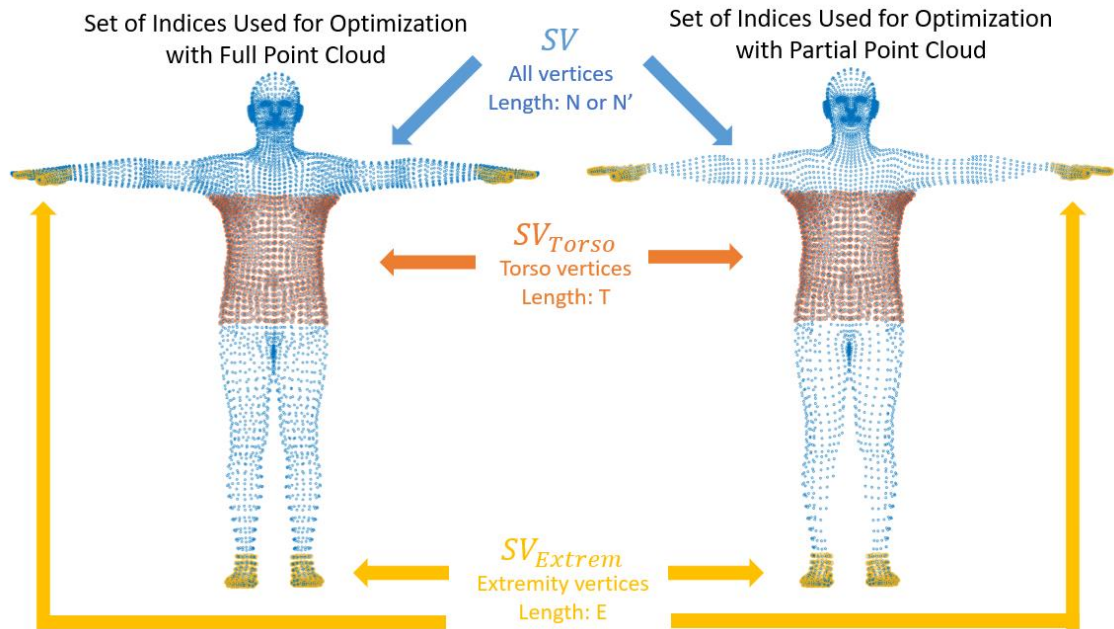 Set of Indices Used for Optimization
with Full Point Cloud
SV
All vertices
Length: N or N’
Set of Indices Used for Optimization
with Partial Point Cloud
SV_Torso
Torso vertices
Length: T
SV_Extrem
Extremity vertices
Length: E